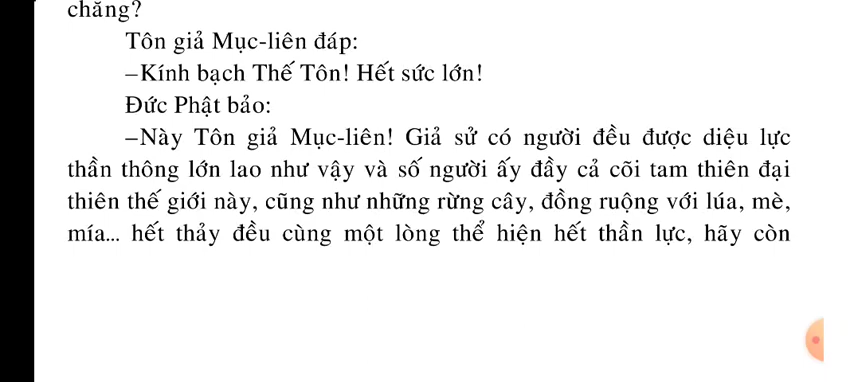 chăng?
Tôn giả Mục-liên đáp:
–Kính bạch Thế Tôn! Hết sức lớn!
Đức Phật bảo:
–Này Tôn giả Mục-liên! Giả sử có người đều được diệu lực
thần thông lớn lao như vậy và số người ấy đầy cả cõi tam thiên đại
thiên thế giới này, cũng như những rừng cây, đồng ruộng với lúa, mè,
mía... hết thảy đều cùng một lòng thể hiện hết thần lực, hãy còn